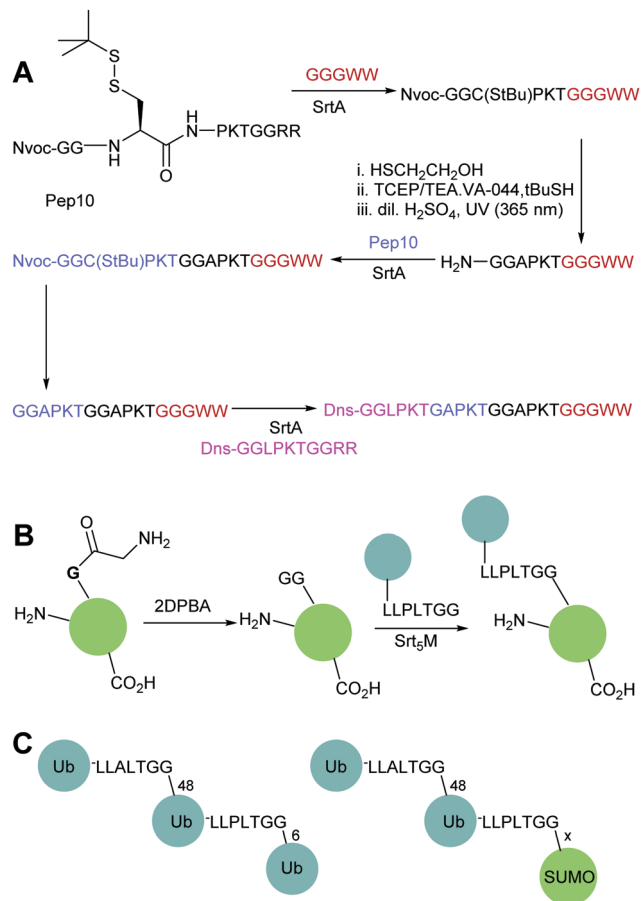 A
S
S
GGGWW
SrtA
Nvoc-GGC(StBu)PKTGGGWW
Nvoc-GG
N
H
O
H
N
PKTGGRR
Pep10
i. HSCH₂CH₂OH
ii. TCEP/TEA.VA-044,tBuSH
iii. dil. H₂SO₄, UV (365 nm)
Nvoc-GGC(StBu)PKTGGAPKTGGGWW
Pep10
SrtA
H₂N-GGAPKTGGGWW
GGAPKTGGAPKTGGGWW
SrtA
Dns-GGLPKTGGRR
Dns-GGLPKTGAPKTGGAPKTGGGWW
B
O
NH₂
G
H₂N
CO₂H
2DPBA
GG
H₂N
CO₂H
LLPLTGG
Srt₅M
LLPLTGG
H₂N
CO₂H
C
Ub
-LLALTGG
48
Ub
-LLPLTGG
6
Ub
Ub
-LLALTGG
48
Ub
-LLPLTGG
x
SUMO